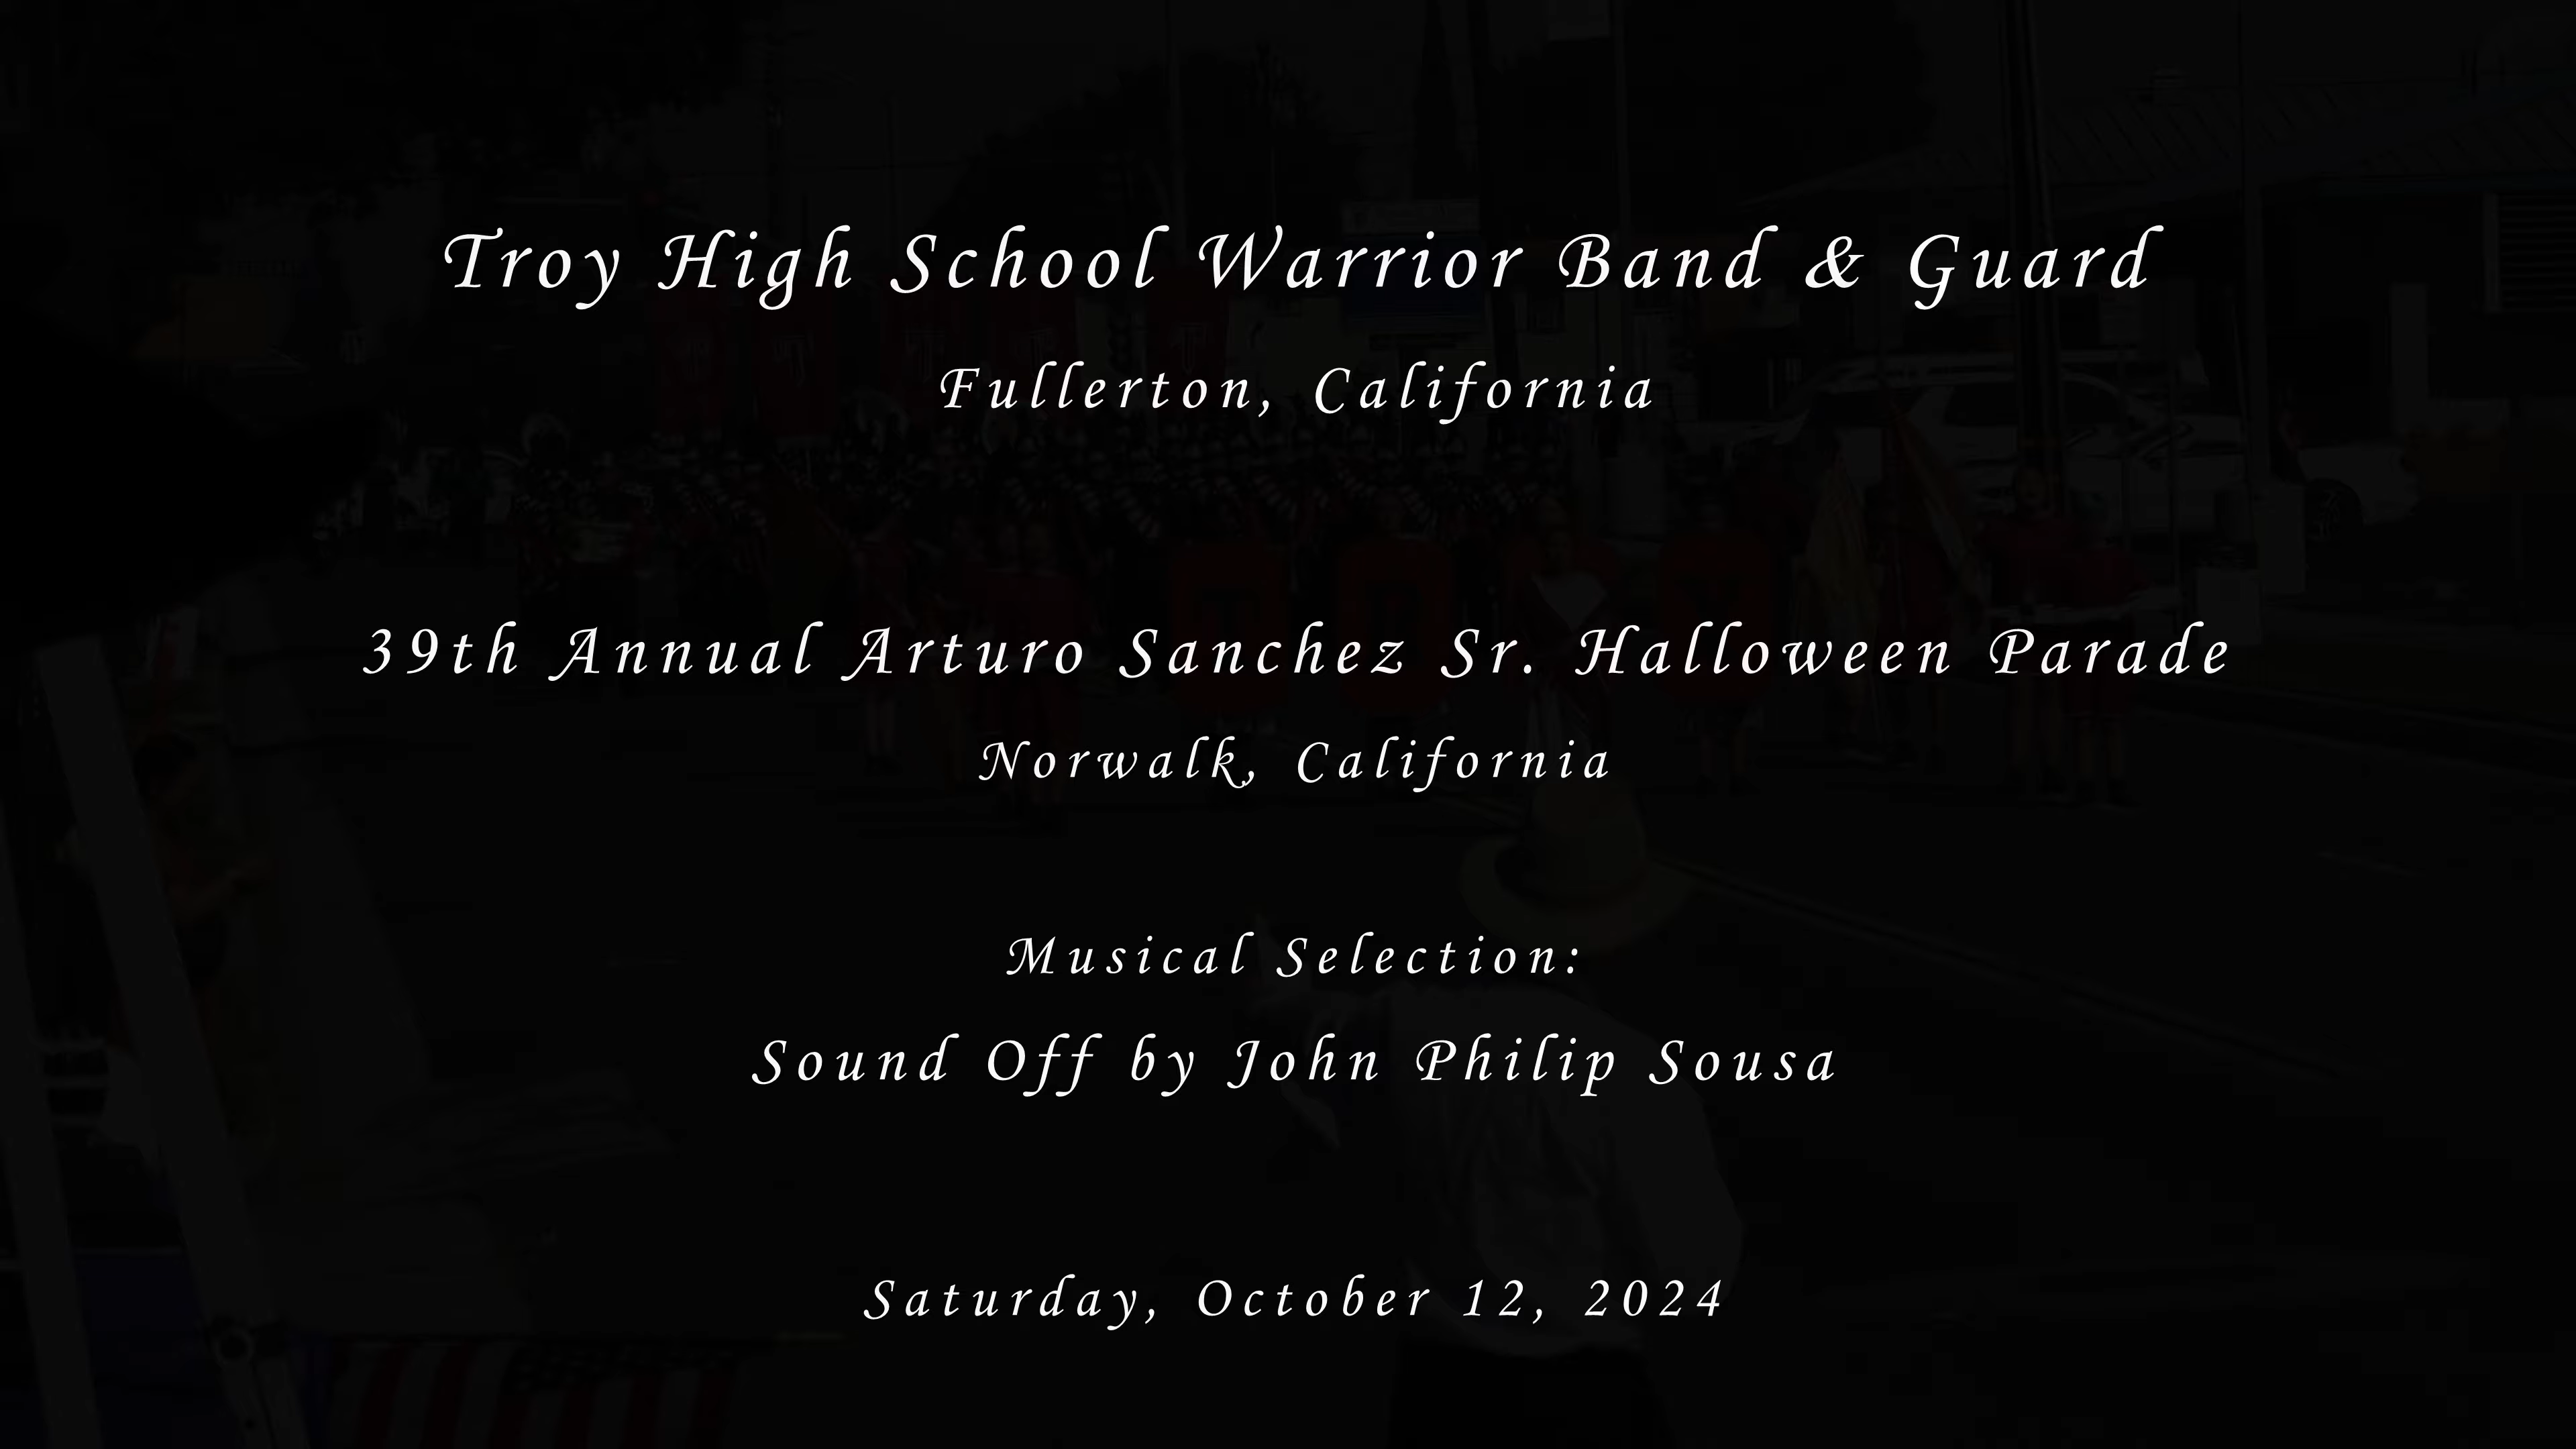 Troy High School Warrior Band & Guard
Fullerton, California
39th Annual Arturo Sanchez Sr. Halloween Parade
Norwalk, California
Musical Selection:
Sound Off by John Philip Sousa
Saturday, October 12, 2024